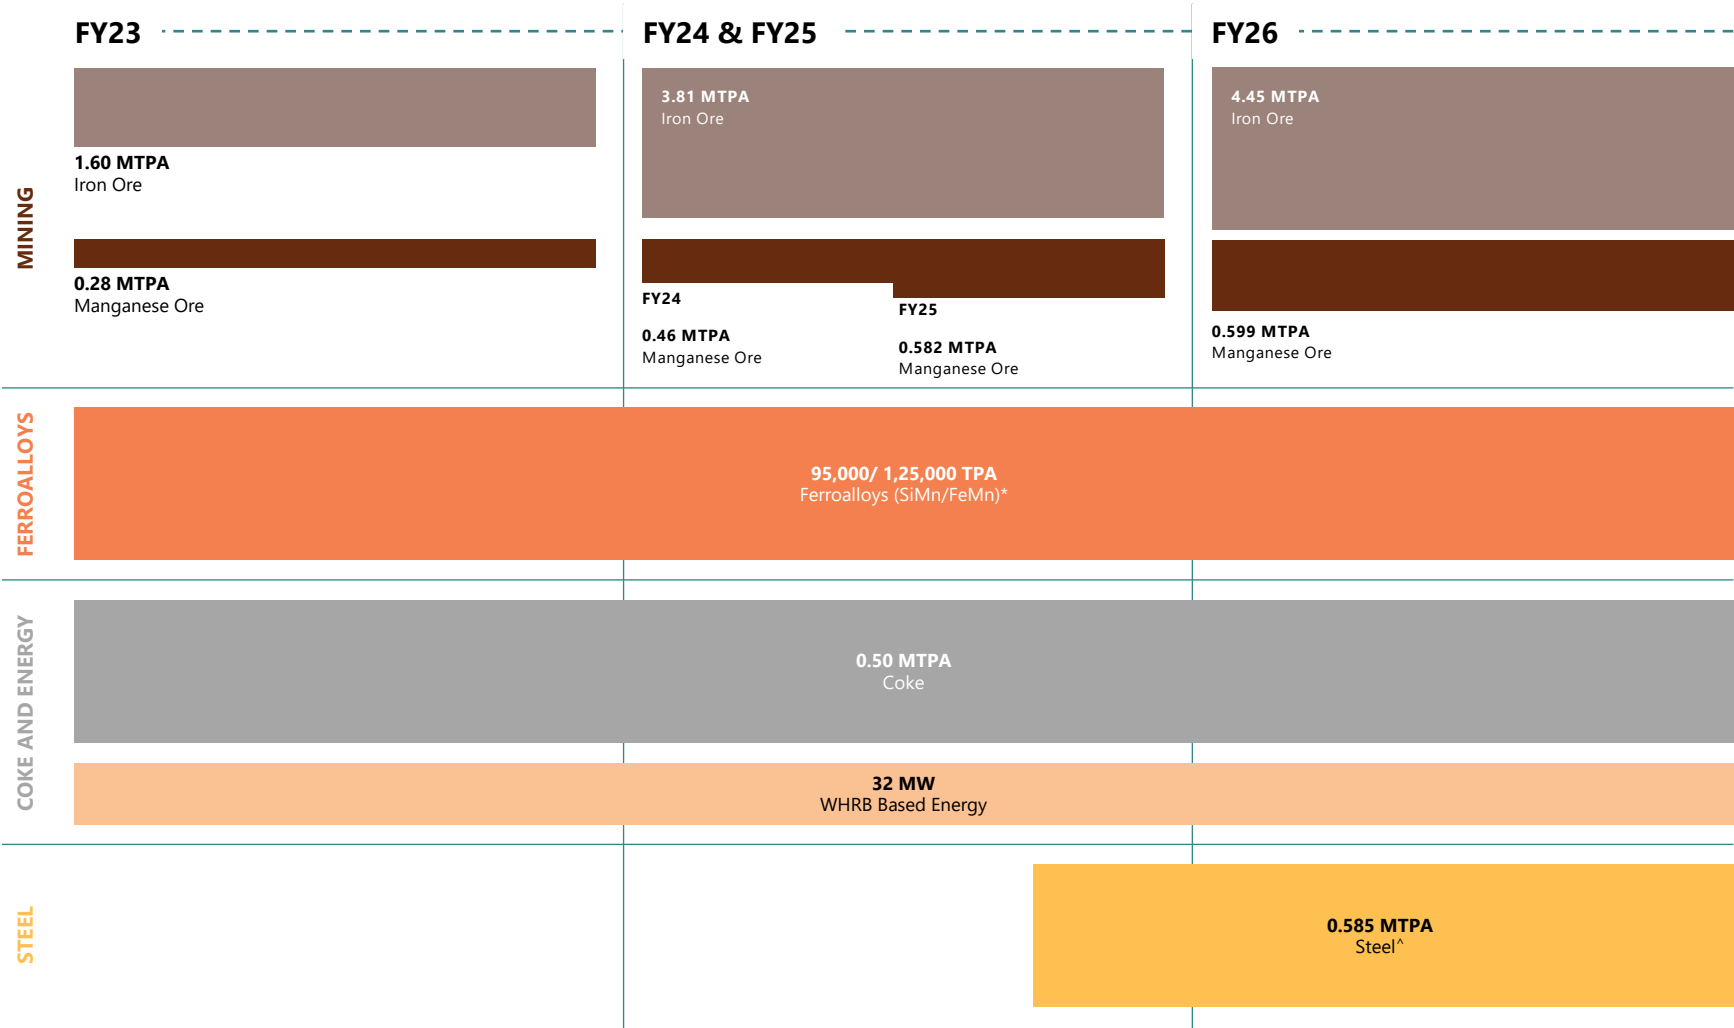 FY23
FY24 & FY25
FY26
MINING
1.60 MTPA
Iron Ore
0.28 MTPA
Manganese Ore
3.81 MTPA
Iron Ore
FY24
0.46 MTPA
Manganese Ore
FY25
0.582 MTPA
Manganese Ore
4.45 MTPA
Iron Ore
0.599 MTPA
Manganese Ore
FERROALLOYS
95,000/ 1,25,000 TPA
Ferroalloys (SiMn/FeMn)*
COKE AND ENERGY
0.50 MTPA
Coke
32 MW
WHRB Based Energy
STEEL
0.585 MTPA
Steel^